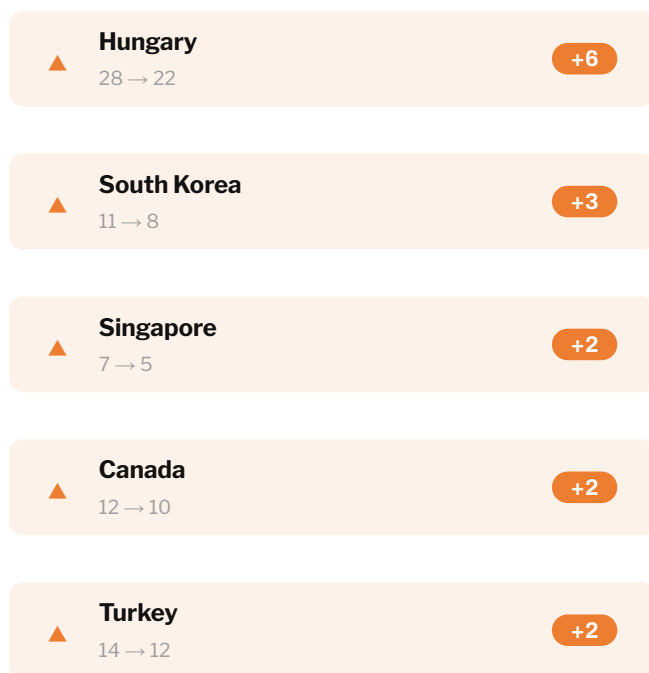 Hungary
28 → 22
+6
South Korea
11 → 8
+3
Singapore
7 → 5
+2
Canada
12 → 10
+2
Turkey
14 → 12
+2